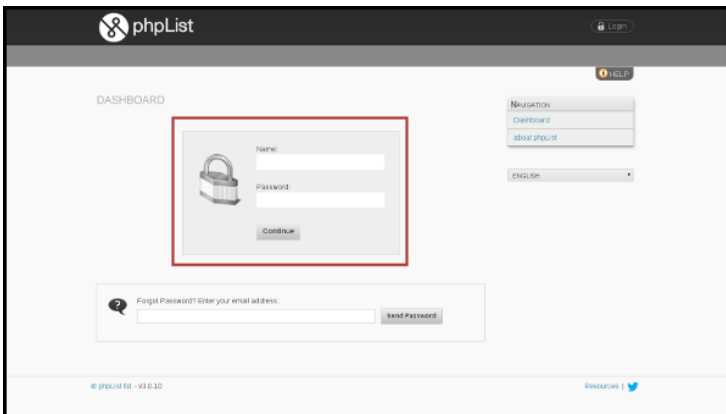 phpList
Login
HELP
DASHBOARD
NAVIGATION
Dashboard
about phpList
ENGLISH
Name:
Password:
Continue
Forgot Password? Enter your email address:
Send Password
© phpList ltd. - v3.0.10
Resources |